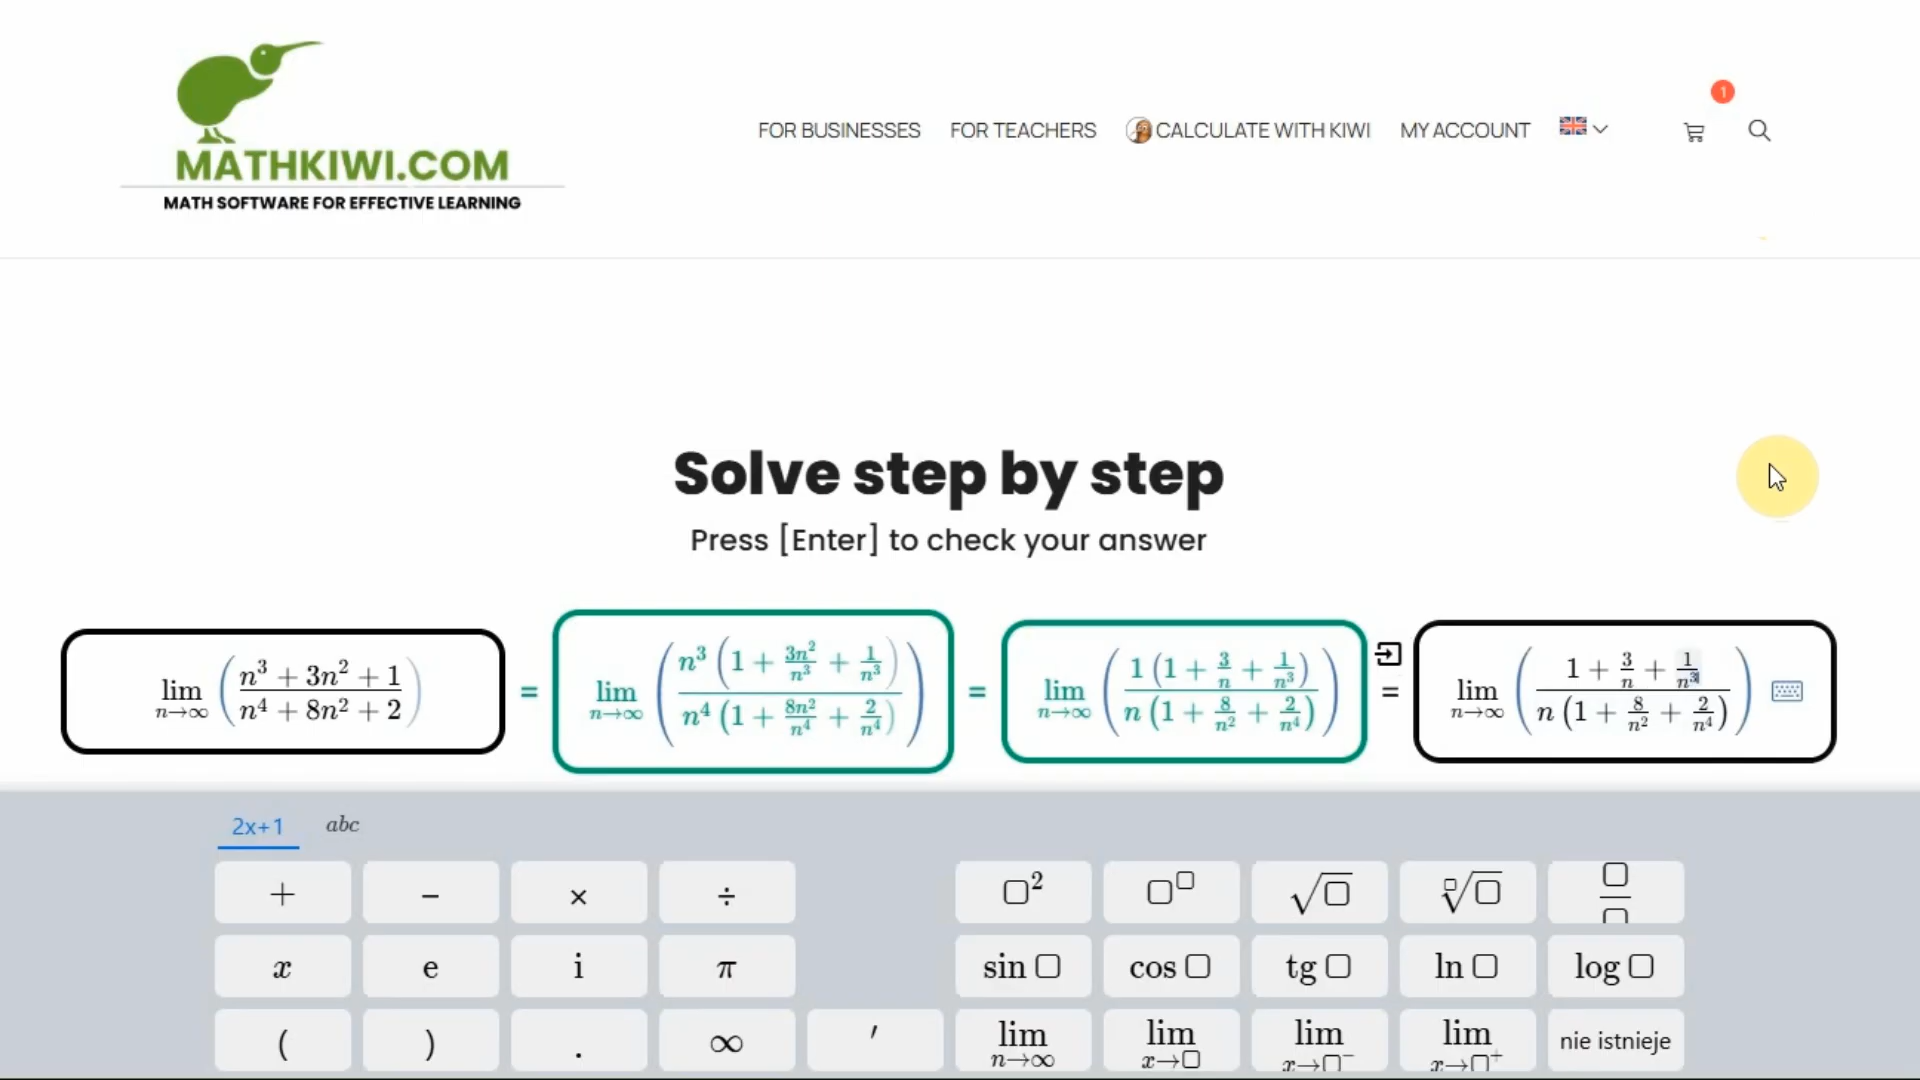 MATHKIWI.COM
MATH SOFTWARE FOR EFFECTIVE LEARNING
FOR BUSINESSES FOR TEACHERS CALCULATE WITH KIWI MY ACCOUNT 1
Solve step by step
Press [Enter] to check your answer
lim n→∞ ( (n³ + 3n² + 1) / (n⁴ + 8n² + 2) ) = lim n→∞ ( n³ (1 + 3n²/n³ + 1/n³) / n⁴ (1 + 8n²/n⁴ + 2/n⁴) ) = lim n→∞ ( 1 (1 + 3/n + 1/n³) / n (1 + 8/n² + 2/n⁴) ) = lim n→∞ ( (1 + 3/n + 1/n³) / n (1 + 8/n² + 2/n⁴) )
2x+1 abc
+ − × ÷ □² □^□ √□ □√□ □/□
x e i π sin □ cos □ tg □ ln □ log □
( ) . ∞ ′ lim n→∞ lim x→□ lim x→□⁻ lim x→□⁺ nie istnieje